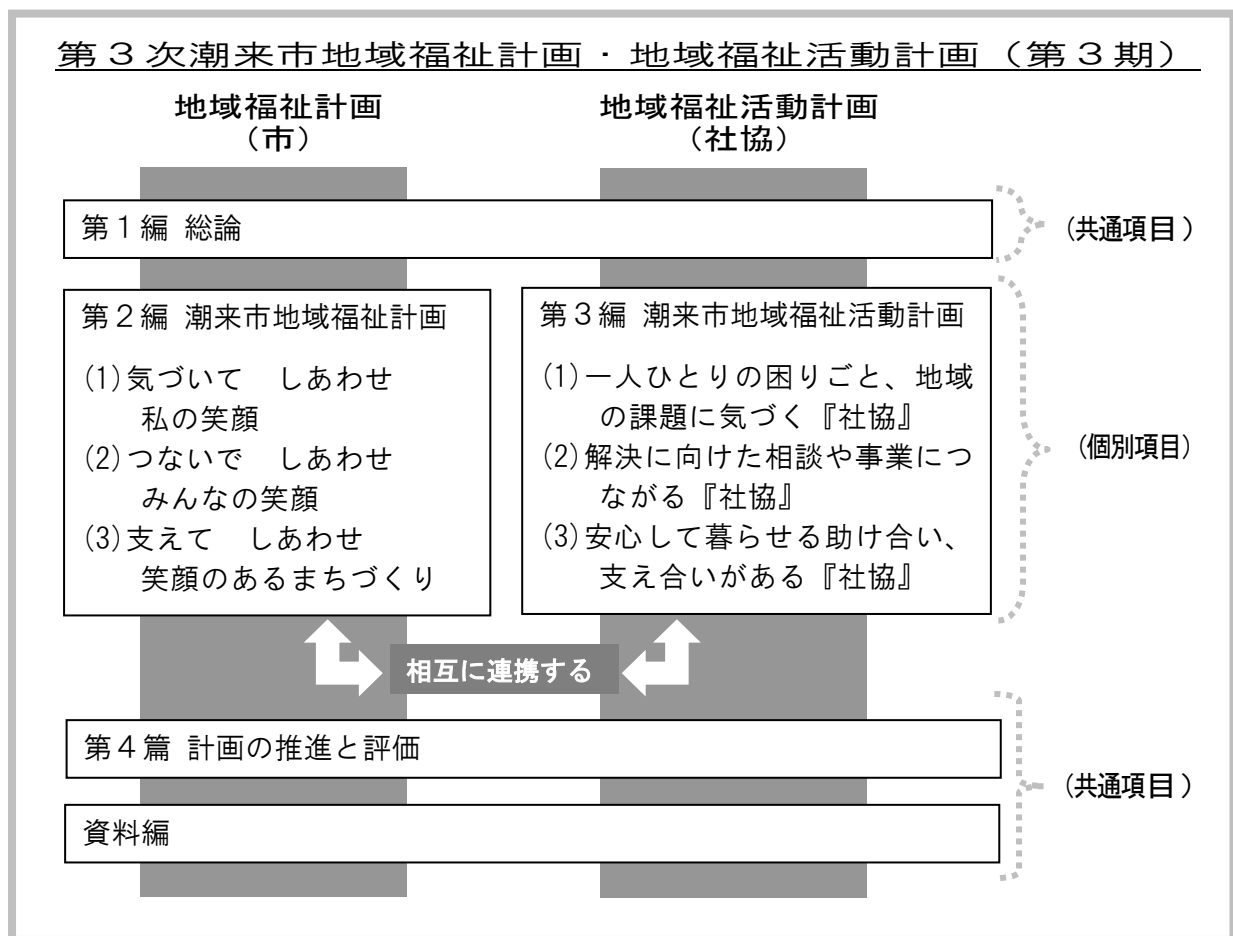 第３次潮来市地域福祉計画・地域福祉活動計画（第３期）
地域福祉計画
（市）
地域福祉活動計画
（社協）
第１編 総論
（共通項目）
第２編 潮来市地域福祉計画
(1)気づいて　しあわせ
私の笑顔
(2)つないで　しあわせ
みんなの笑顔
(3)支えて　しあわせ
笑顔のあるまちづくり
第３編 潮来市地域福祉活動計画
(1)一人ひとりの困りごと、地域
の課題に気づく『社協』
(2)解決に向けた相談や事業につ
ながる『社協』
(3)安心して暮らせる助け合い、
支え合いがある『社協』
（個別項目）
相互に連携する
第４篇 計画の推進と評価
資料編
（共通項目）